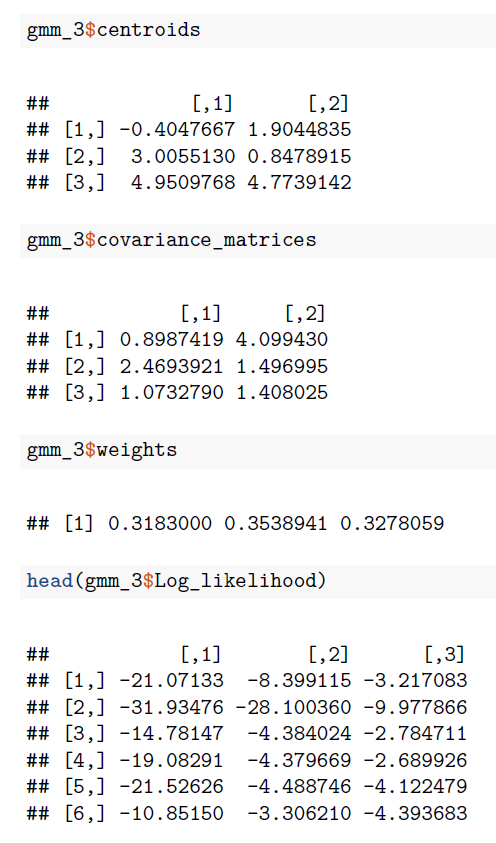 gmm_3$centroids
## [,1] [,2]
## [1,] -0.4047667 1.9044835
## [2,] 3.0055130 0.8478915
## [3,] 4.9509768 4.7739142
gmm_3$covariance_matrices
## [,1] [,2]
## [1,] 0.8987419 4.099430
## [2,] 2.4693921 1.496995
## [3,] 1.0732790 1.408025
gmm_3$weights
## [1] 0.3183000 0.3538941 0.3278059
head(gmm_3$Log_likelihood)
## [,1] [,2] [,3]
## [1,] -21.07133 -8.399115 -3.217083
## [2,] -31.93476 -28.100360 -9.977866
## [3,] -14.78147 -4.384024 -2.784711
## [4,] -19.08291 -4.379669 -2.689926
## [5,] -21.52626 -4.488746 -4.122479
## [6,] -10.85150 -3.306210 -4.393683